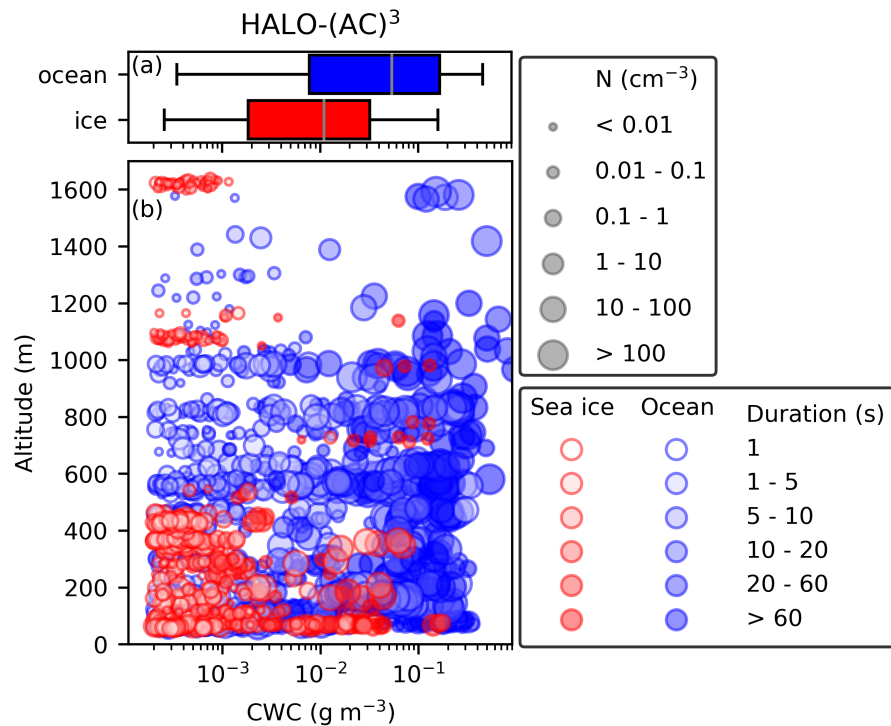 HALO-(AC)³
(a)
ocean
ice
(b)
1600
1400
1200
1000
800
600
400
200
0
Altitude (m)
10⁻³ 10⁻² 10⁻¹
CWC (g m⁻³)
N (cm⁻³)
< 0.01
0.01 - 0.1
0.1 - 1
1 - 10
10 - 100
> 100
Sea ice Ocean Duration (s)
1
1 - 5
5 - 10
10 - 20
20 - 60
> 60